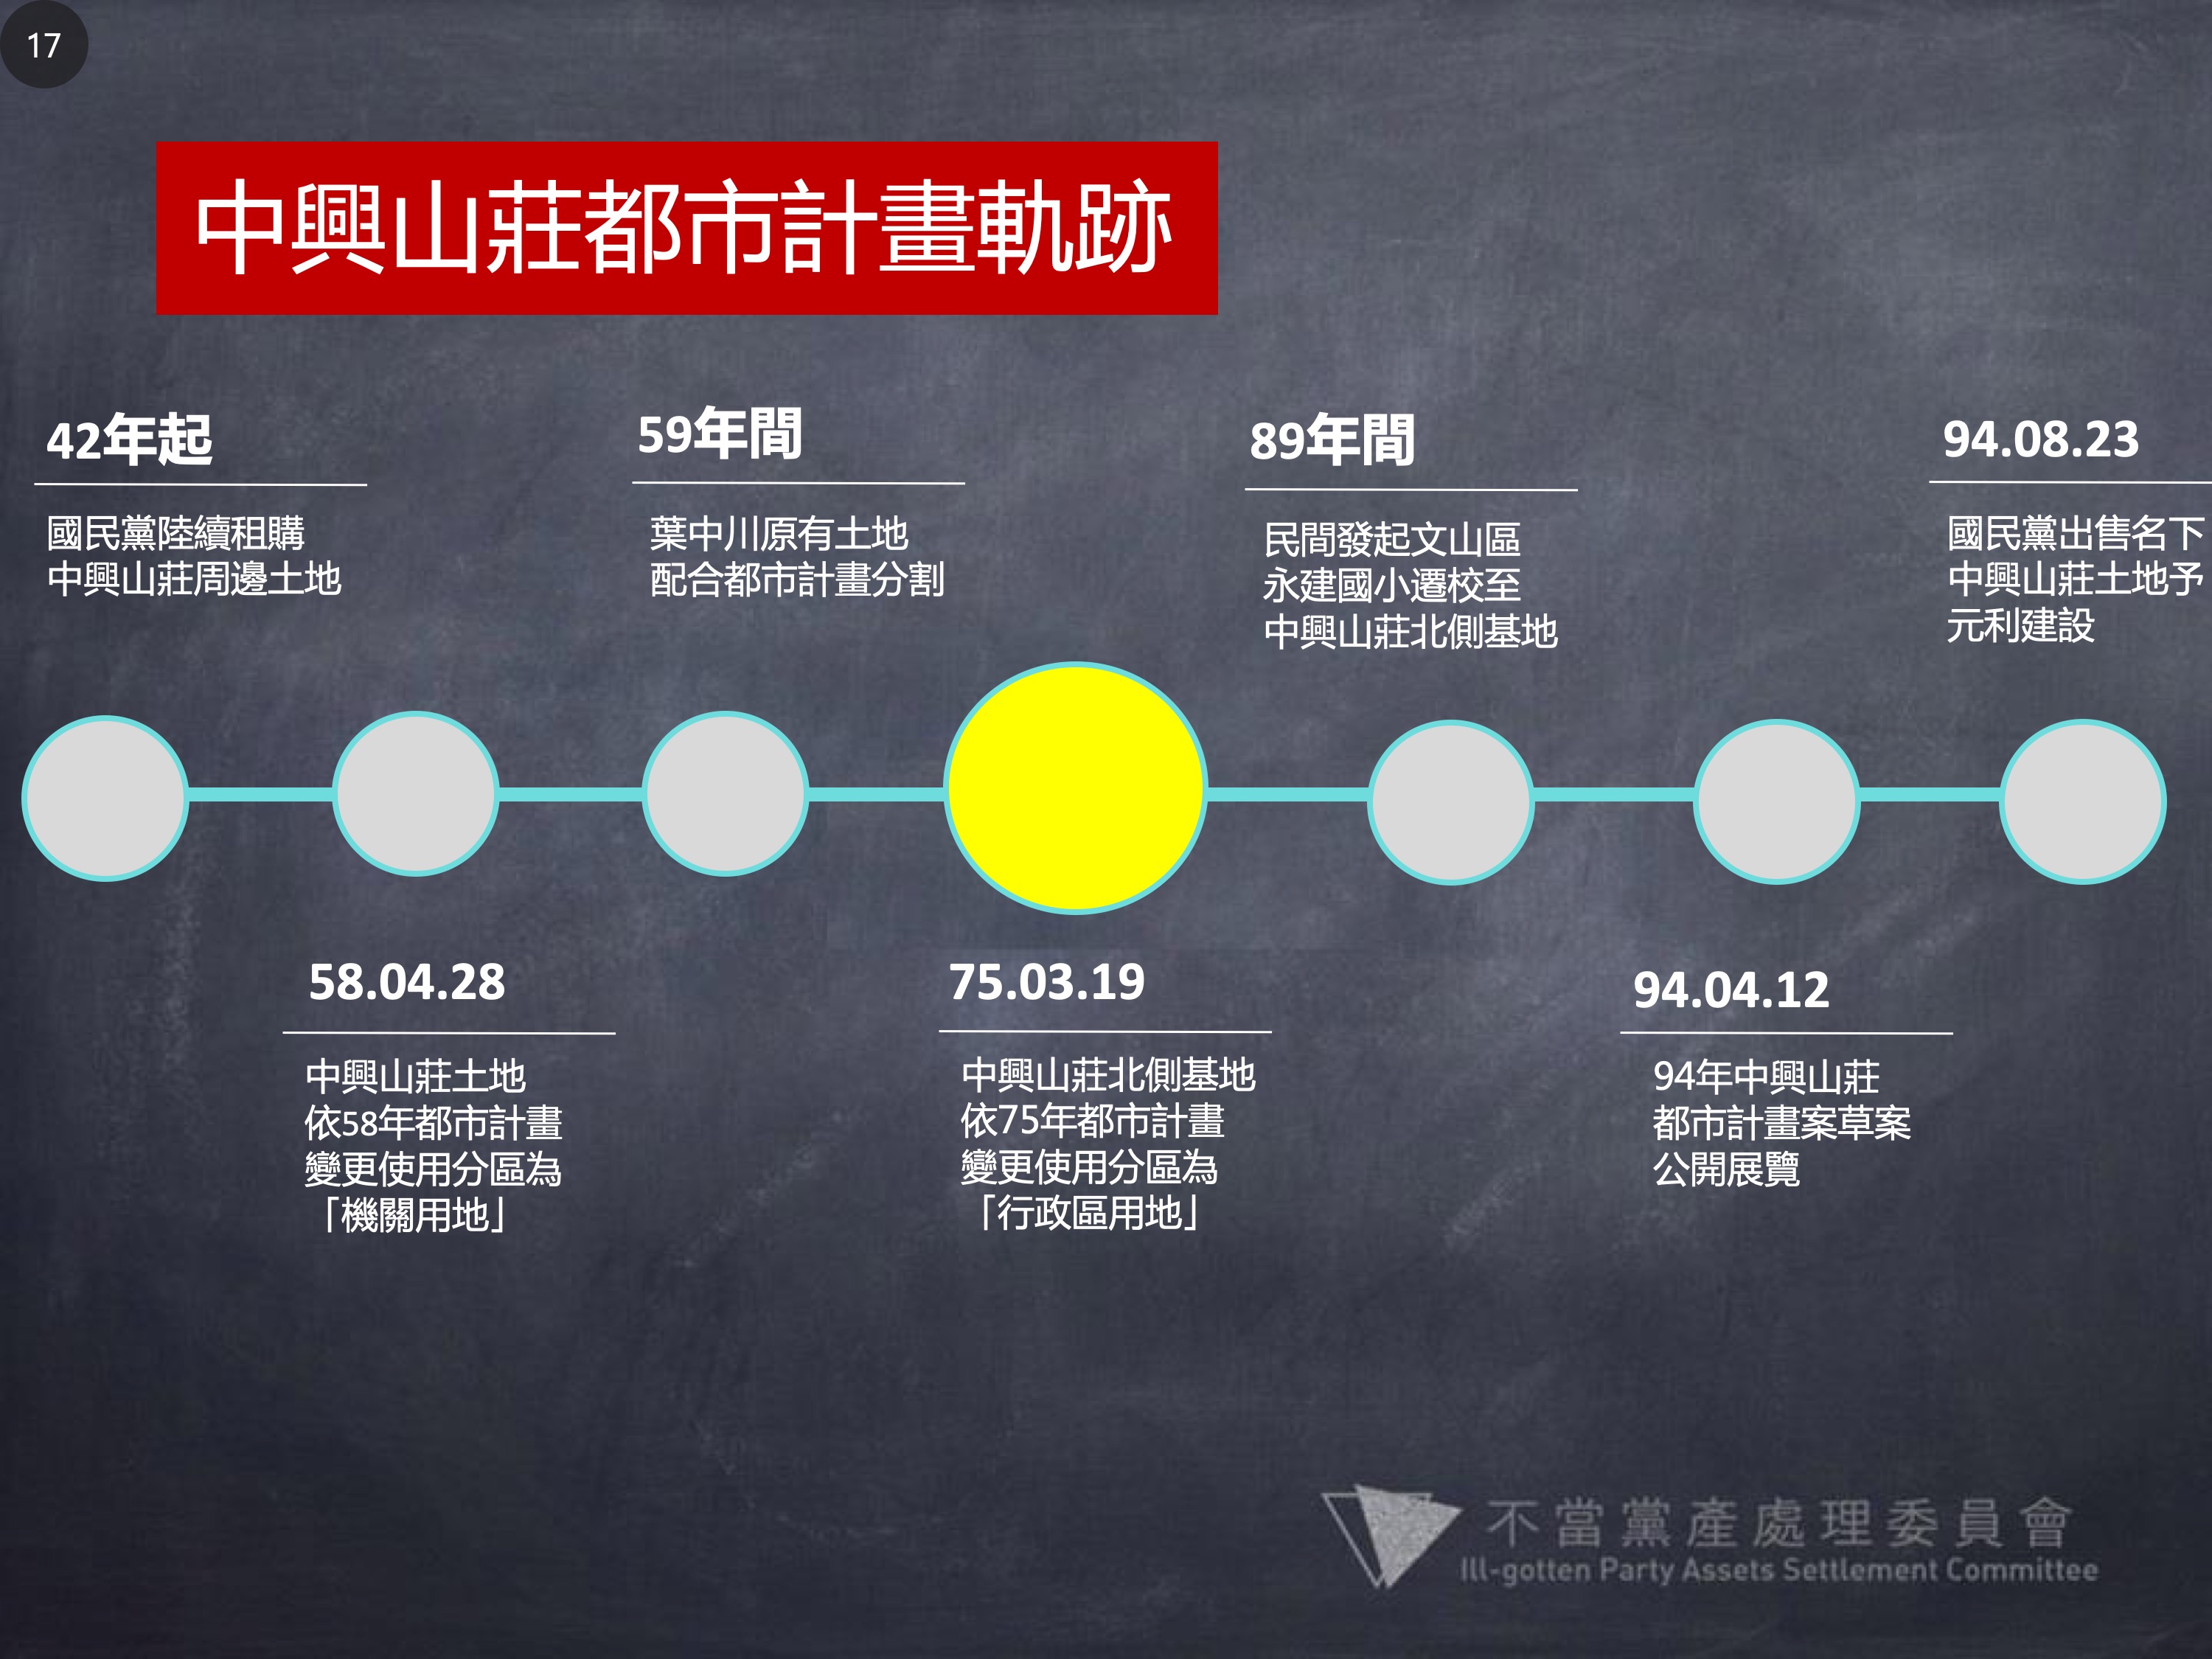 17
中興山莊都市計畫軌跡
42年起
國民黨陸續租購
中興山莊周邊土地
58.04.28
中興山莊土地
依58年都市計畫
變更使用分區為
「機關用地」
59年間
葉中川原有土地
配合都市計畫分割
75.03.19
中興山莊北側基地
依75年都市計畫
變更使用分區為
「行政區用地」
89年間
民間發起文山區
永建國小遷校至
中興山莊北側基地
94.04.12
94年中興山莊
都市計畫案草案
公開展覽
94.08.23
國民黨出售名下
中興山莊土地予
元利建設
不當黨產處理委員會
Ill-gotten Party Assets Settlement Committee